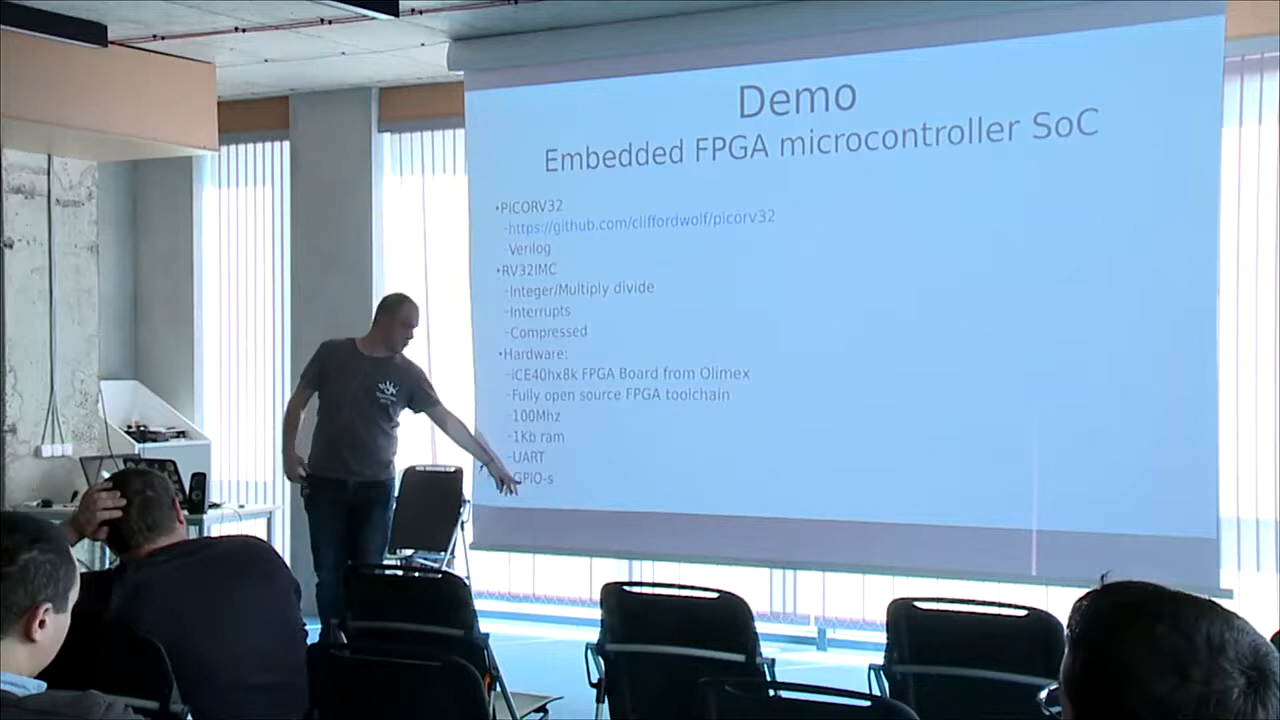 Demo
Embedded FPGA microcontroller SoC
•PICORV32
-https://github.com/cliffordwolf/picorv32
-Verilog
•RV32IMC
-Integer/Multiply divide
-Interrupts
-Compressed
•Hardware:
-iCE40hx8k FPGA Board from Olimex
-Fully open source FPGA toolchain
-100Mhz
-1Kb ram
-UART
GPIO-s